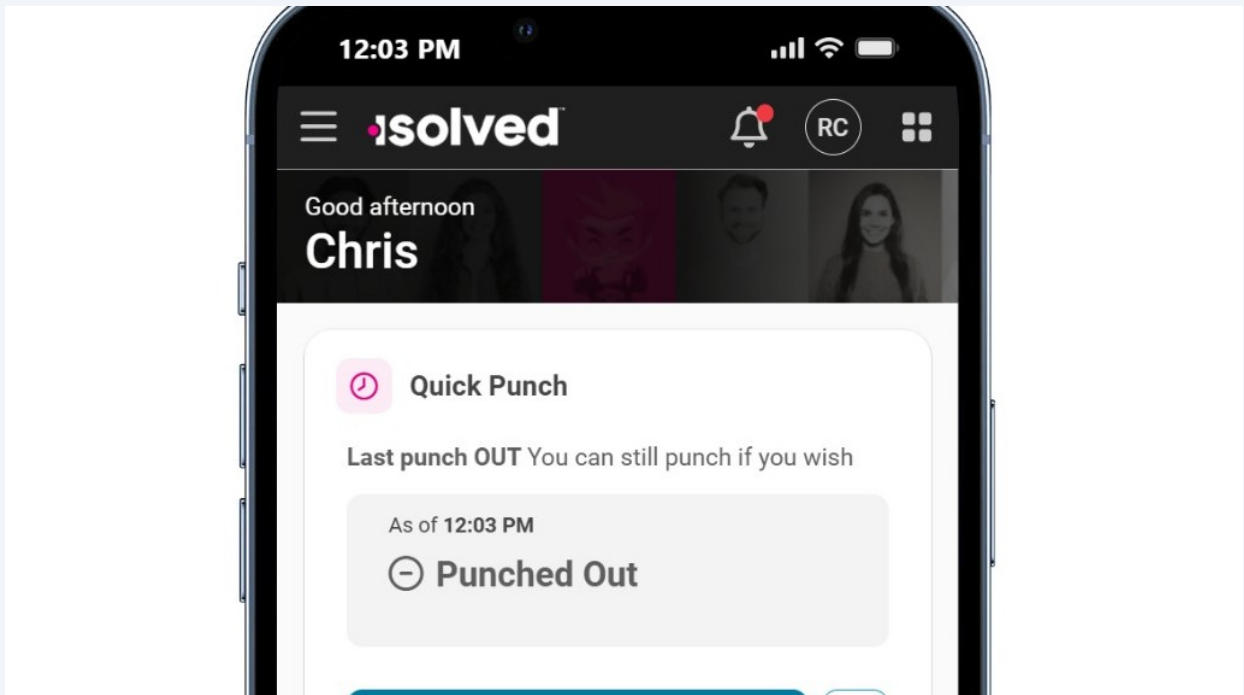 12:03 PM
isolved™
RC
Good afternoon
Chris
Quick Punch
Last punch OUT You can still punch if you wish
As of 12:03 PM
Punched Out